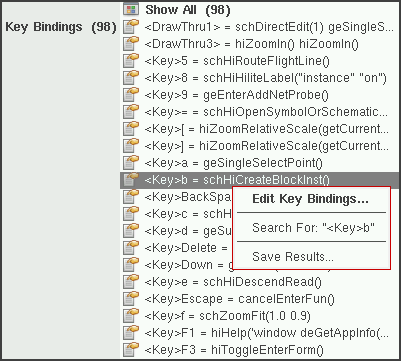 Show All (98)
Key Bindings (98)
<DrawThru1> = schDirectEdit(1) geSingleS...
<DrawThru3> = hiZoomIn() hiZoomIn()
<Key>5 = schHiRouteFlightLine()
<Key>8 = schHiHiliteLabel("instance" "on")
<Key>9 = geEnterAddNetProbe()
<Key>= = schHiOpenSymbolOrSchematic...
<Key>[ = hiZoomRelativeScale(getCurrent...
<Key>] = hiZoomRelativeScale(getCurrent...
<Key>a = geSingleSelectPoint()
<Key>b = schHiCreateBlockInst()
<Key>BackSpa
<Key>c = schH
<Key>d = geSu
<Key>Delete =
<Key>Down = g
<Key>e = schHiDescendRead()
<Key>Escape = cancelEnterFun()
<Key>f = schZoomFit(1.0 0.9)
<Key>F1 = hiHelp('window deGetAppInfo(...
<Key>F3 = hiToggleEnterForm()
Edit Key Bindings...
Search For: "<Key>b"
Save Results...